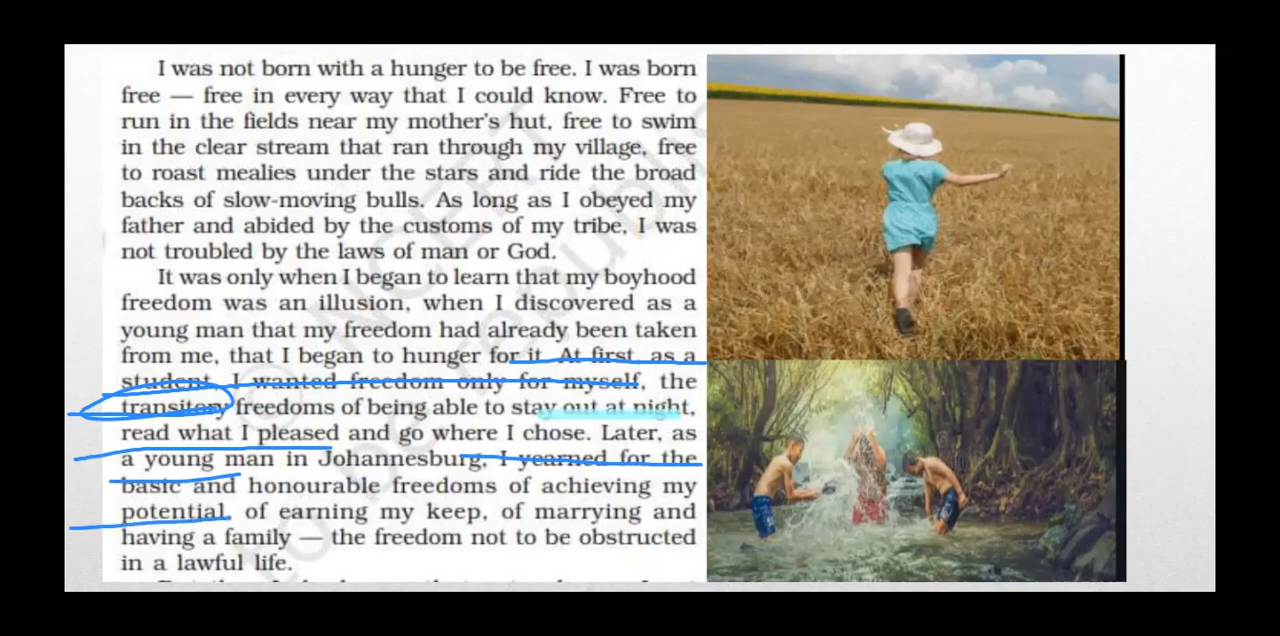 I was not born with a hunger to be free. I was born
free — free in every way that I could know. Free to
run in the fields near my mother's hut, free to swim
in the clear stream that ran through my village, free
to roast mealies under the stars and ride the broad
backs of slow-moving bulls. As long as I obeyed my
father and abided by the customs of my tribe, I was
not troubled by the laws of man or God.
It was only when I began to learn that my boyhood
freedom was an illusion, when I discovered as a
young man that my freedom had already been taken
from me, that I began to hunger for it. At first, as a
student, I wanted freedom only for myself, the
transitory freedoms of being able to stay out at night,
read what I pleased and go where I chose. Later, as
a young man in Johannesburg, I yearned for the
basic and honourable freedoms of achieving my
potential, of earning my keep, of marrying and
having a family — the freedom not to be obstructed
in a lawful life.